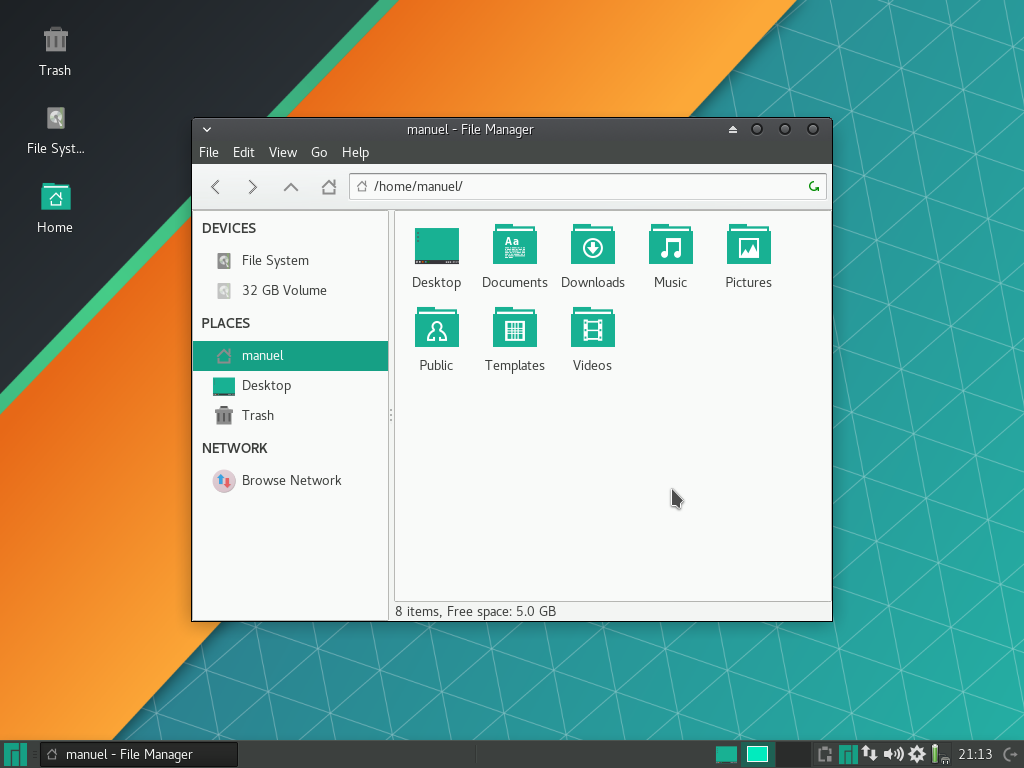 Trash
File Syst...
Home
manuel - File Manager
File Edit View Go Help
/home/manuel/
DEVICES
File System
32 GB Volume
PLACES
manuel
Desktop
Trash
NETWORK
Browse Network
Desktop Documents Downloads Music Pictures
Aa
Public Templates Videos
8 items, Free space: 5.0 GB
manuel - File Manager
21:13